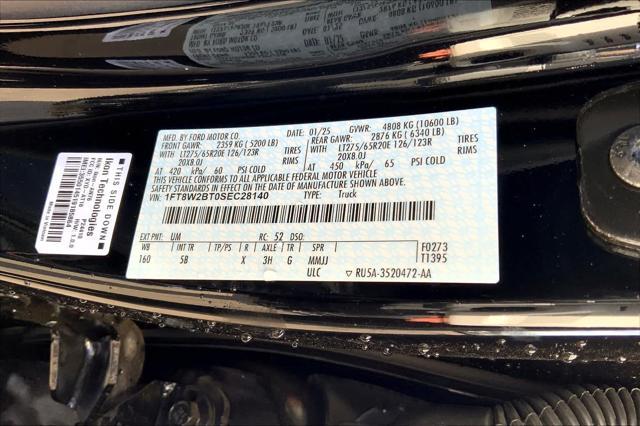 MFD. BY FORD MOTOR CO.
DATE: 01/25 GVWR: 4808 KG (10600 LB)
FRONT GAWR: 2359 KG (5200 LB) REAR GAWR: 2876 KG (6340 LB)
WITH LT275/65R20E 126/123R WITH LT275/65R20E 126/123R
20X8.0J 20X8.0J
AT 420 kPa/ 60 PSI COLD AT 450 kPa/ 65 PSI COLD
THIS VEHICLE CONFORMS TO ALL APPLICABLE FEDERAL MOTOR VEHICLE
SAFETY STANDARDS IN EFFECT ON THE DATE OF MANUFACTURE SHOWN ABOVE.
VIN: 1FT8W2BT0SEC28140 TYPE: Truck
EXT PNT: UM RC: 52 DSO:
WB INT TR TP/PS R AXLE TR SPR F0273
160 5B X 3H G MMJJ T1395
ULC RU5A-3520472-AA
THIS SIDE DOWN
Ikon Technologies